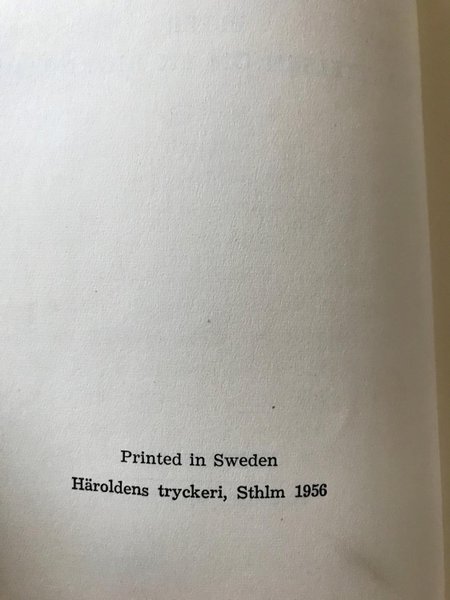 Printed in Sweden
Häroldens tryckeri, Sthlm 1956